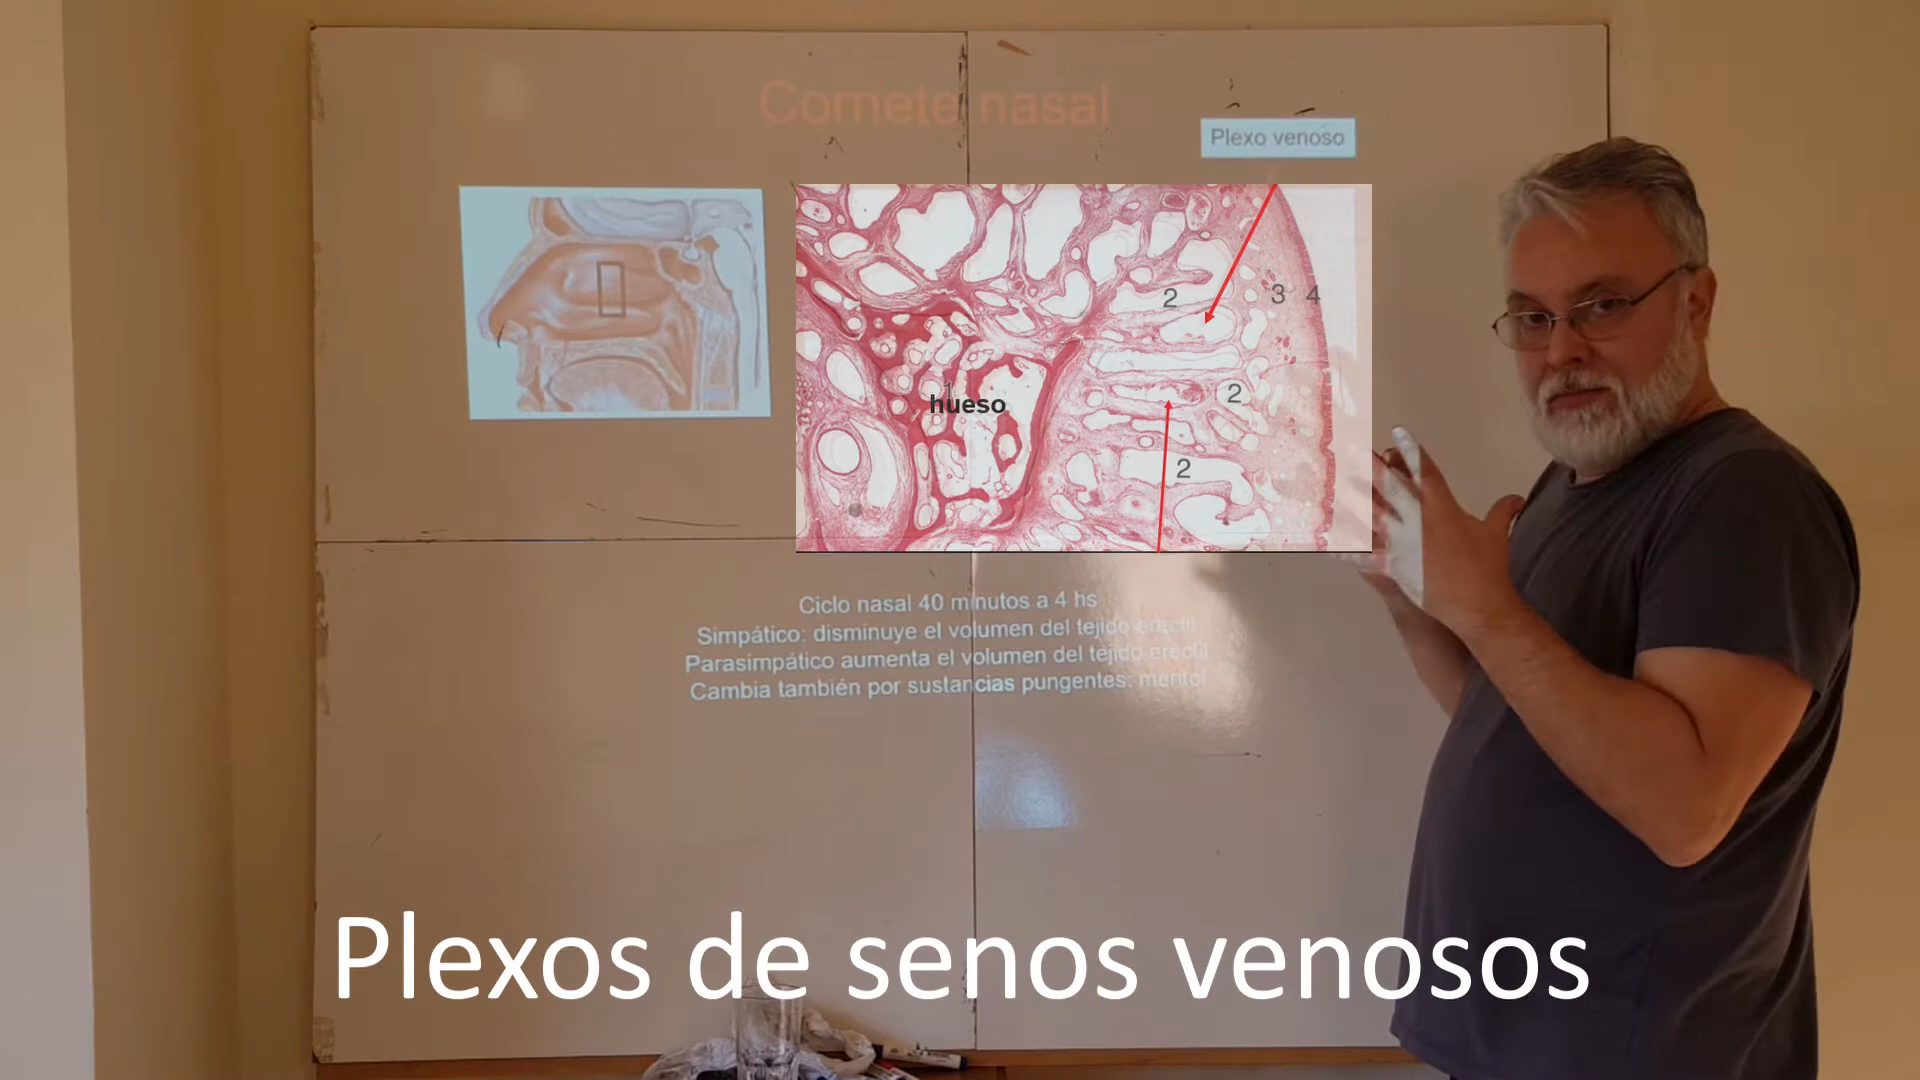 Cornete nasal
Plexo venoso
2
3
4
1
hueso
2
2
Ciclo nasal 40 minutos a 4 hs
Simpático: disminuye el volumen del tejido eréctil
Parasimpático aumenta el volumen del tejido eréctil
Cambia también por sustancias pungentes: mentol
Plexos de senos venosos